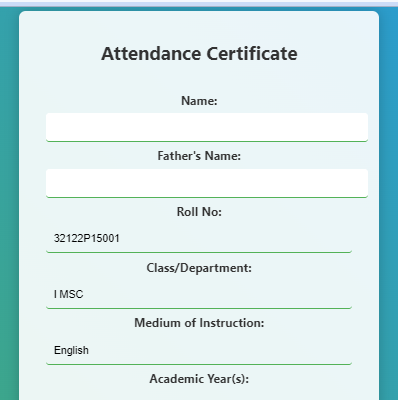 Attendance Certificate
Name:
Father's Name:
Roll No:
32122P15001
Class/Department:
I MSC
Medium of Instruction:
English
Academic Year(s):